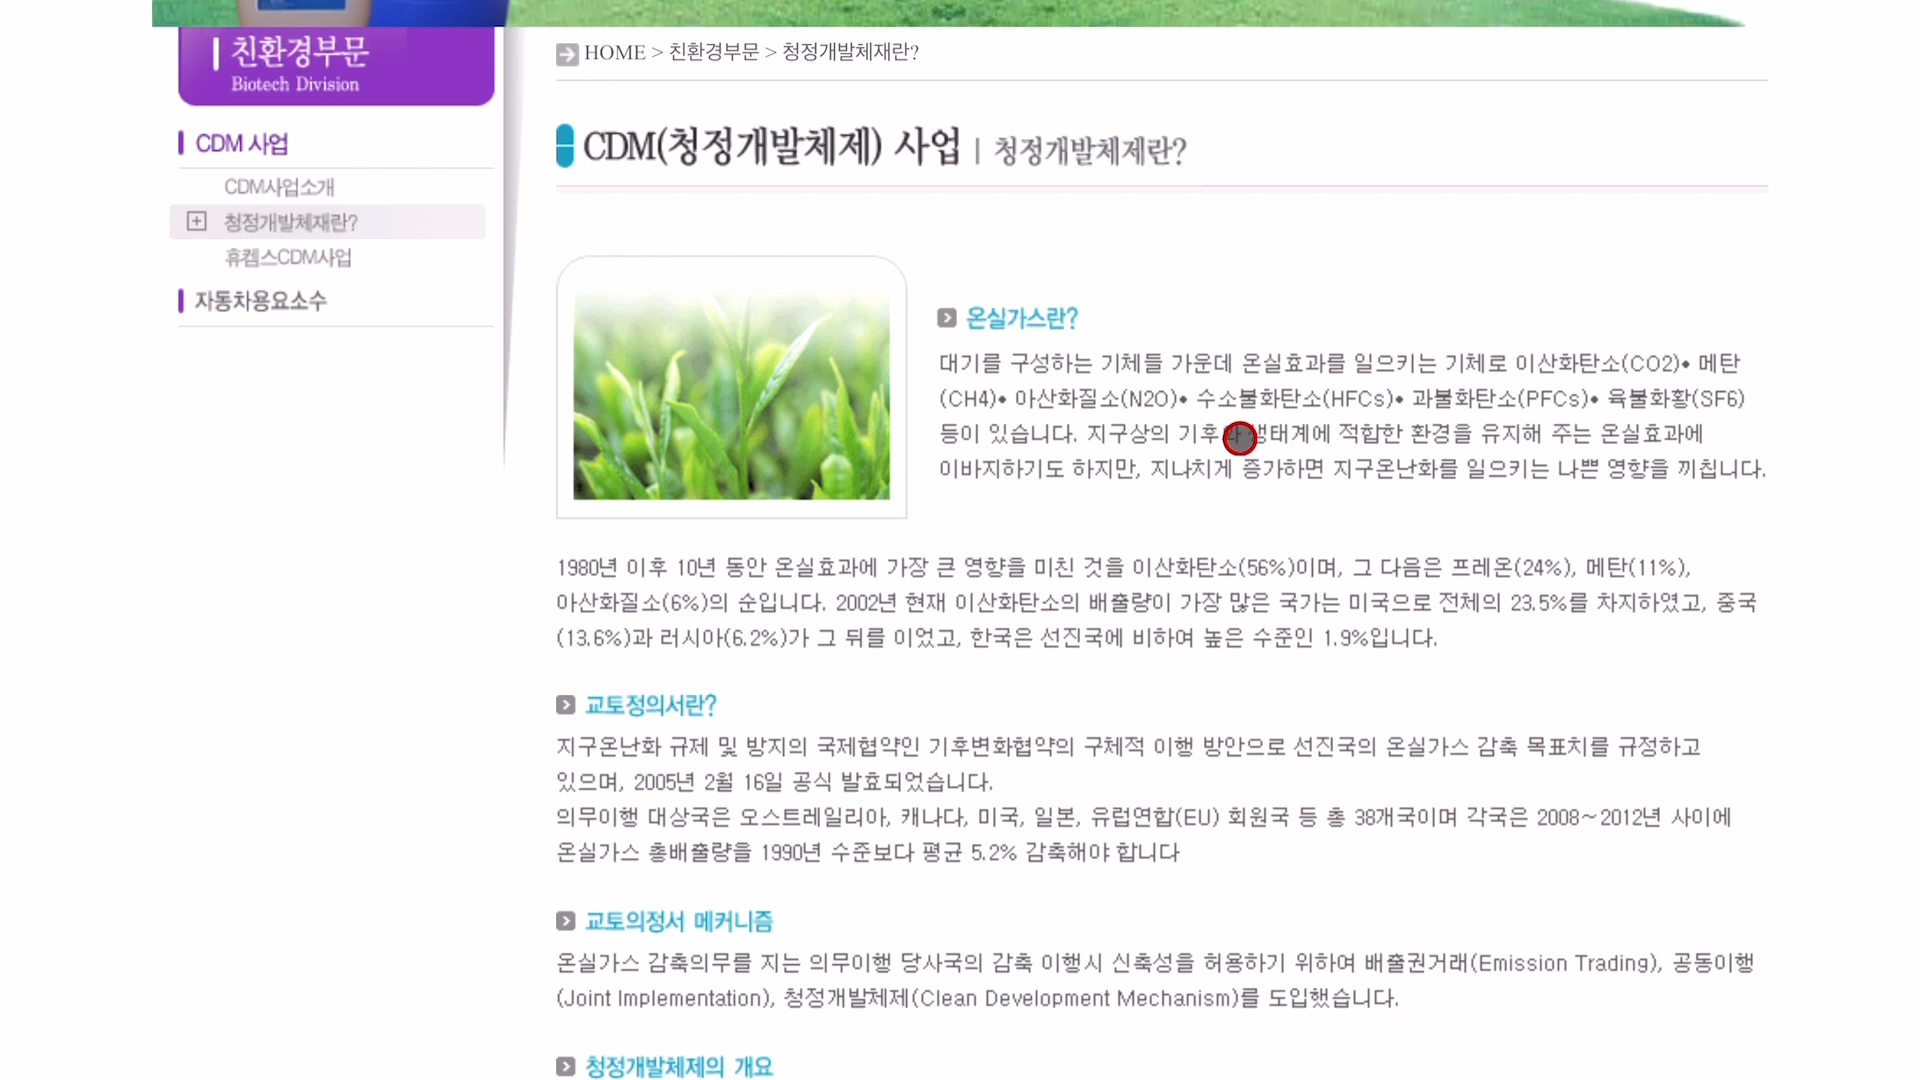 친환경부문
Biotech Division
CDM 사업
CDM사업소개
청정개발체재란?
휴켐스CDM사업
자동차용요소수
HOME > 친환경부문 > 청정개발체재란?
CDM(청정개발체제) 사업 | 청정개발체제란?
온실가스란?
대기를 구성하는 기체들 가운데 온실효과를 일으키는 기체로 이산화탄소(CO2)• 메탄
(CH4)• 아산화질소(N2O)• 수소불화탄소(HFCs)• 과불화탄소(PFCs)• 육불화황(SF6)
등이 있습니다. 지구상의 기후와 생태계에 적합한 환경을 유지해 주는 온실효과에
이바지하기도 하지만, 지나치게 증가하면 지구온난화를 일으키는 나쁜 영향을 끼칩니다.
1980년 이후 10년 동안 온실효과에 가장 큰 영향을 미친 것을 이산화탄소(56%)이며, 그 다음은 프레온(24%), 메탄(11%),
아산화질소(6%)의 순입니다. 2002년 현재 이산화탄소의 배출량이 가장 많은 국가는 미국으로 전체의 23.5%를 차지하였고, 중국
(13.6%)과 러시아(6.2%)가 그 뒤를 이었고, 한국은 선진국에 비하여 높은 수준인 1.9%입니다.
교토정의서란?
지구온난화 규제 및 방지의 국제협약인 기후변화협약의 구체적 이행 방안으로 선진국의 온실가스 감축 목표치를 규정하고
있으며, 2005년 2월 16일 공식 발효되었습니다.
의무이행 대상국은 오스트레일리아, 캐나다, 미국, 일본, 유럽연합(EU) 회원국 등 총 38개국이며 각국은 2008~2012년 사이에
온실가스 총배출량을 1990년 수준보다 평균 5.2% 감축해야 합니다
교토의정서 메커니즘
온실가스 감축의무를 지는 의무이행 당사국의 감축 이행시 신축성을 허용하기 위하여 배출권거래(Emission Trading), 공동이행
(Joint Implementation), 청정개발체제(Clean Development Mechanism)를 도입했습니다.
청정개발체제의 개요